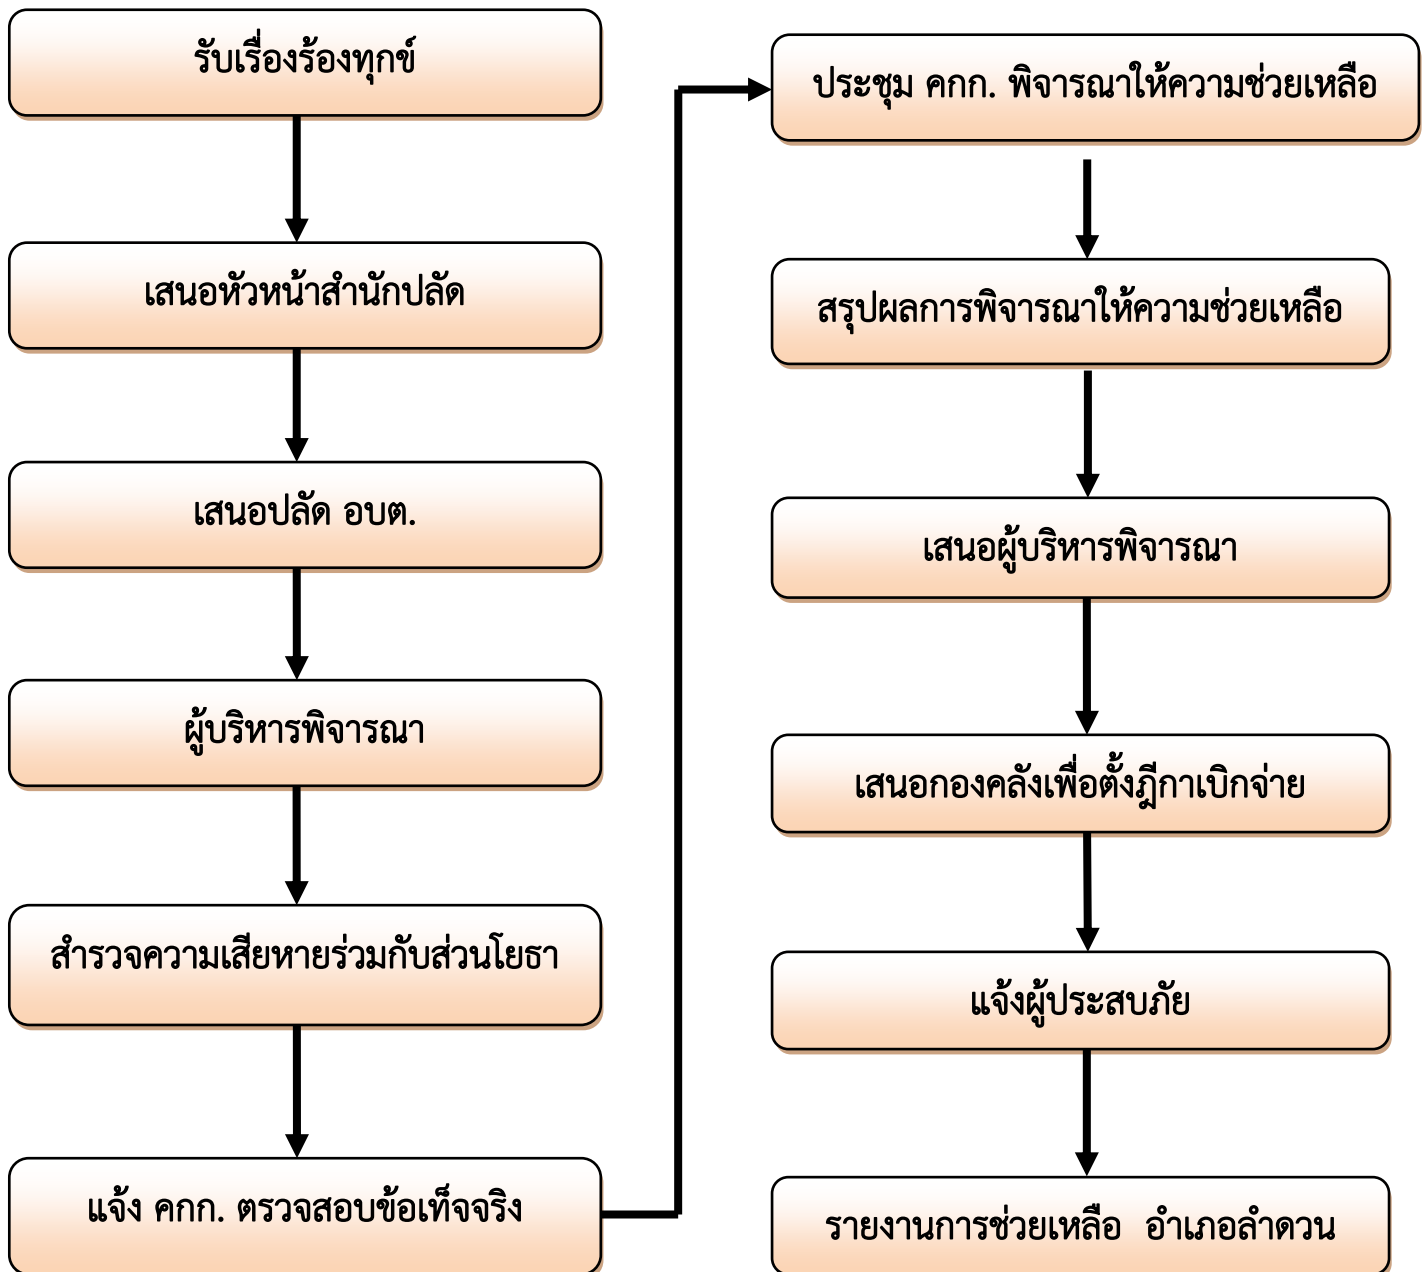 รับเรื่องร้องทุกข์
เสนอหัวหน้าสำนักปลัด
เสนอปลัด อบต.
ผู้บริหารพิจารณา
สำรวจความเสียหายร่วมกับส่วนโยธา
แจ้ง คกก. ตรวจสอบข้อเท็จจริง
ประชุม คกก. พิจารณาให้ความช่วยเหลือ
สรุปผลการพิจารณาให้ความช่วยเหลือ
เสนอผู้บริหารพิจารณา
เสนอกองคลังเพื่อตั้งฎีกาเบิกจ่าย
แจ้งผู้ประสบภัย
รายงานการช่วยเหลือ อำเภอลำดวน